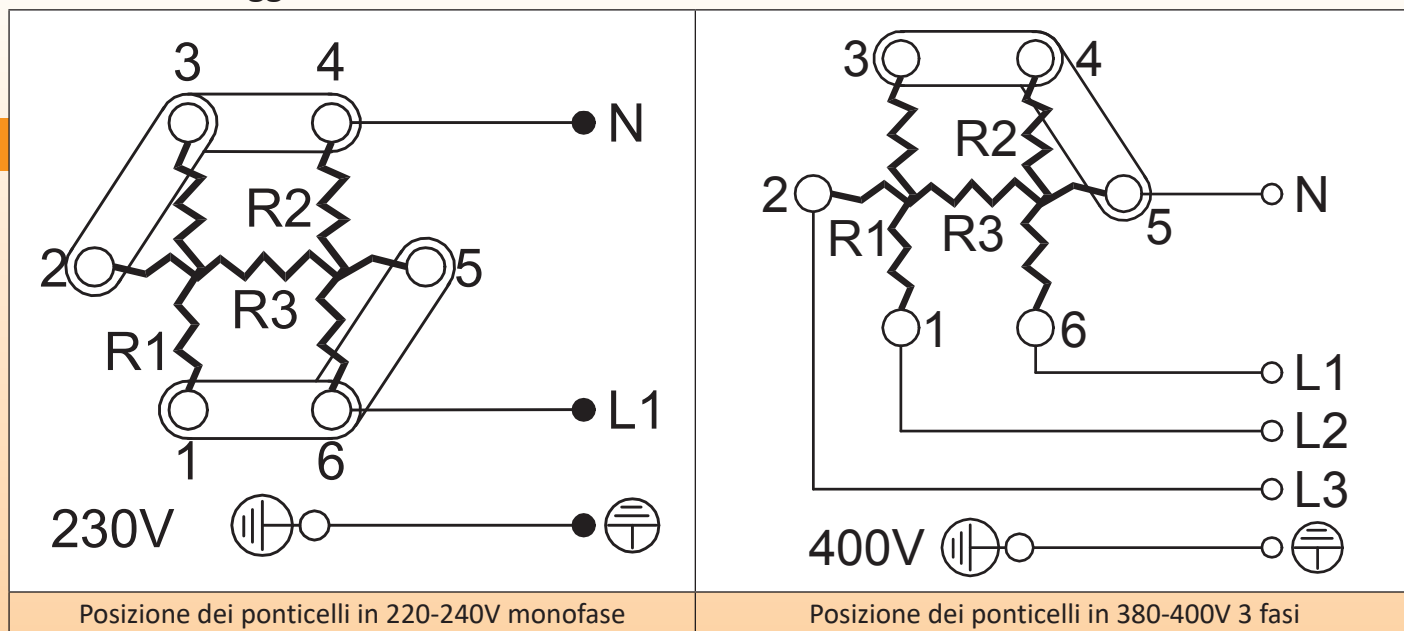 3 4
N
R2
2 5
R3
R1
L1
1 6
230V
Posizione dei ponticelli in 220-240V monofase
3 4
R2
2 N
R1 R3 5
1 6
L1
L2
L3
400V
Posizione dei ponticelli in 380-400V 3 fasi